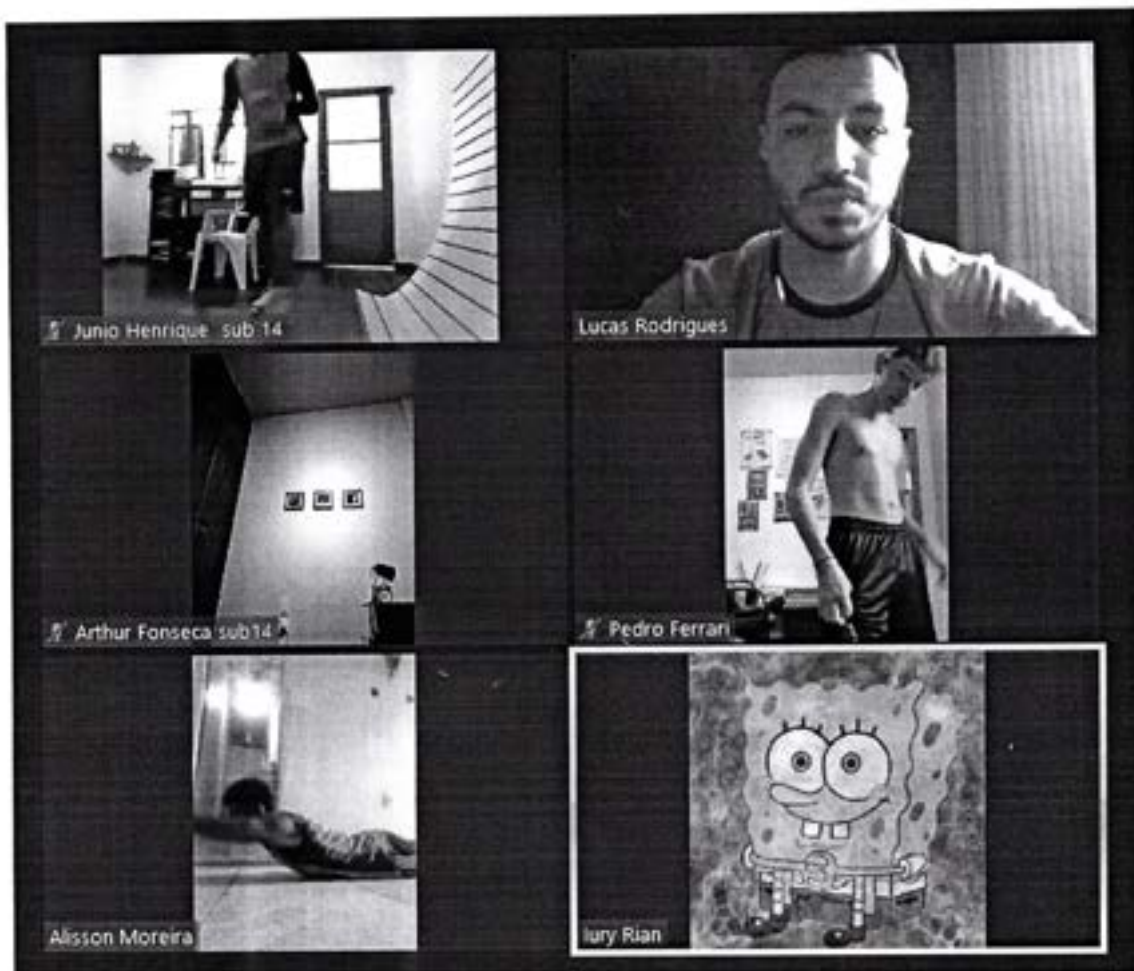 Junio Henrique sub 14
Lucas Rodrigues
Arthur Fonseca sub14
Pedro Ferrari
Alisson Moreira
Iury Rian